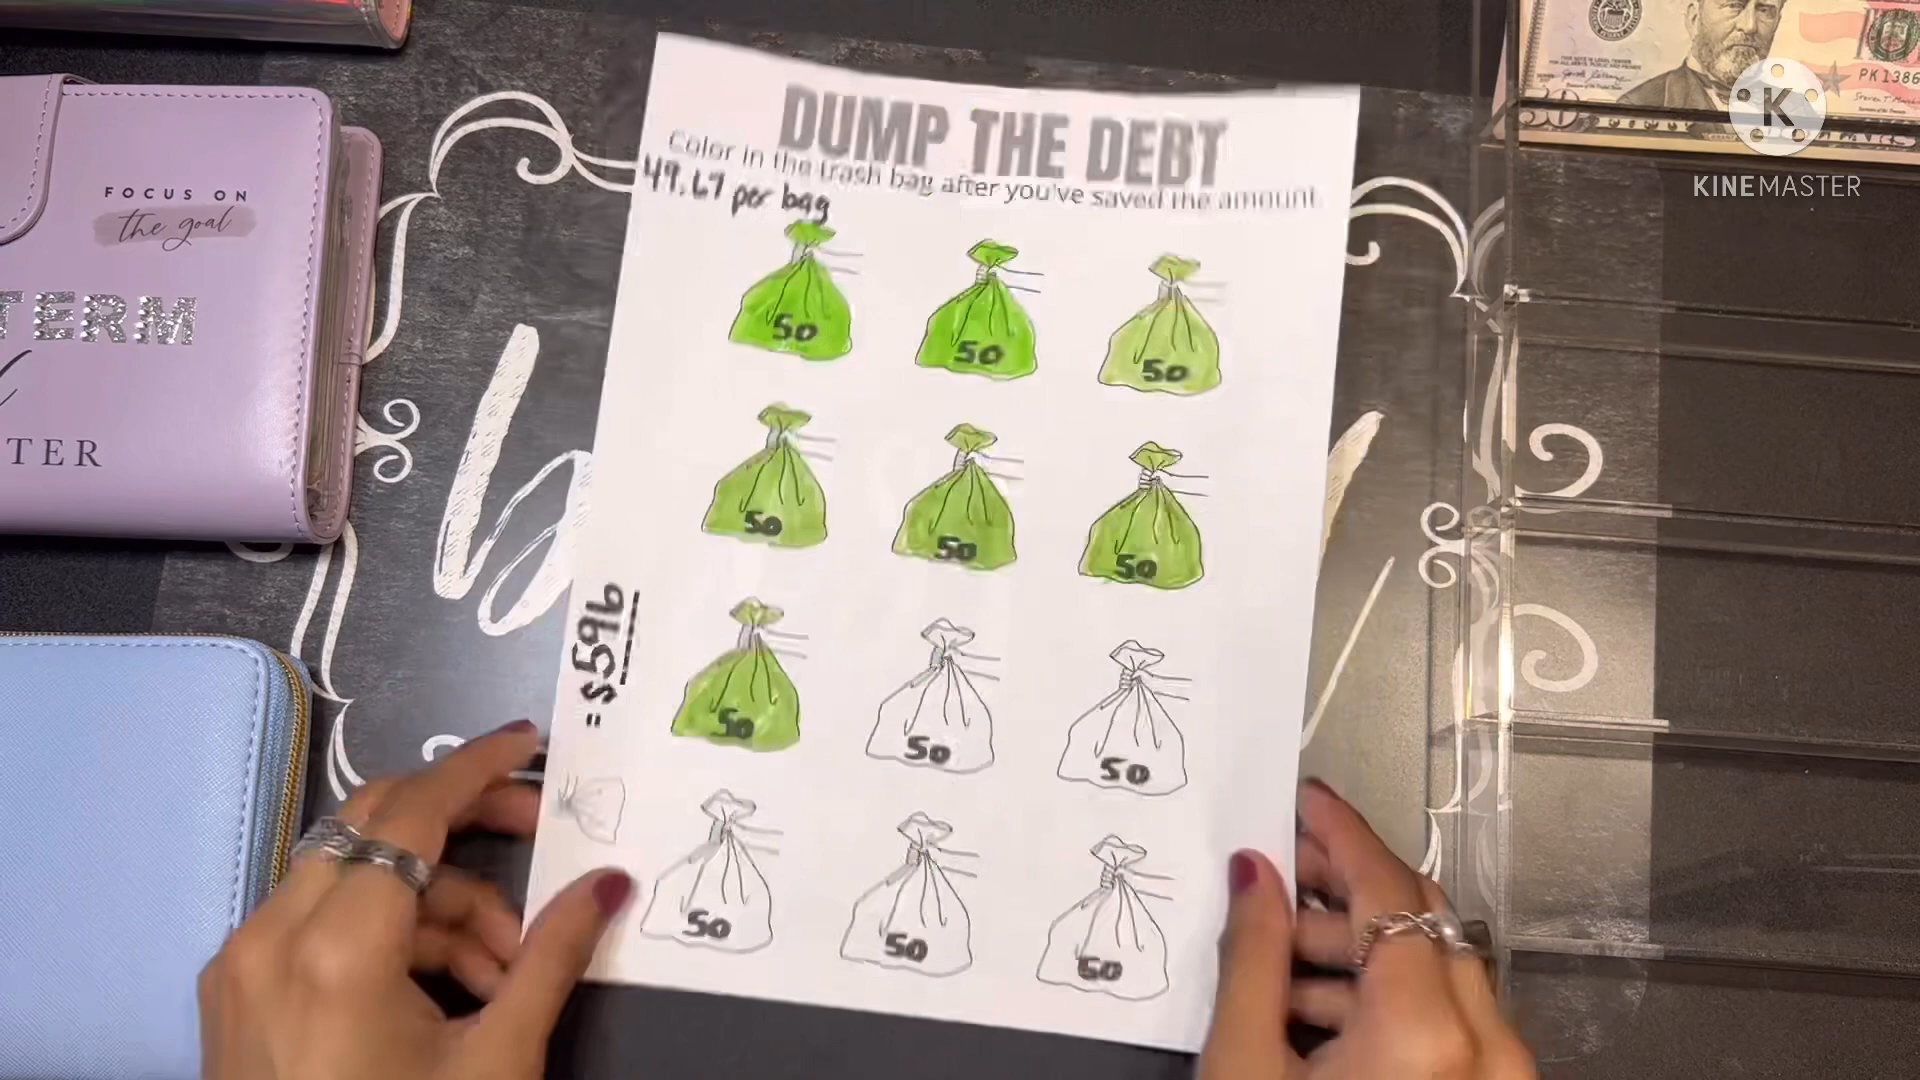 DUMP THE DEBT
Color in the trash bag after you've saved the amount.
49.67 per bag
50 50 50
50 50 50
50 50 50
50 50 50
= $596
FOCUS ON
the goal
TERM
TER
50
PK1386
K
KINEMASTER